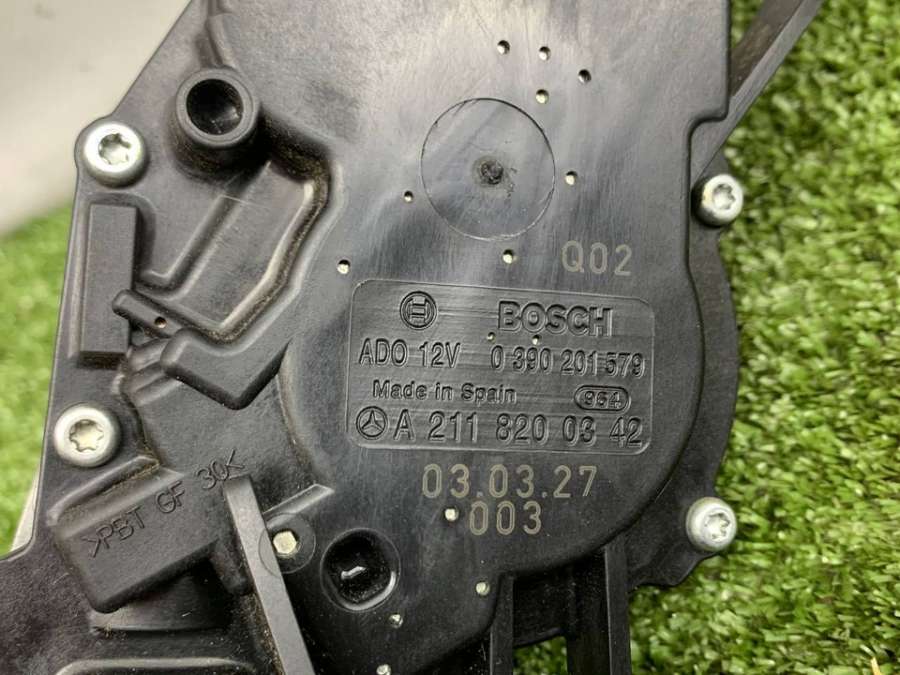 Q02
BOSCH
ADO 12V 0 390 201 579
Made in Spain 964
A 211 820 03 42
03.03.27
003
>PBT GF 30<